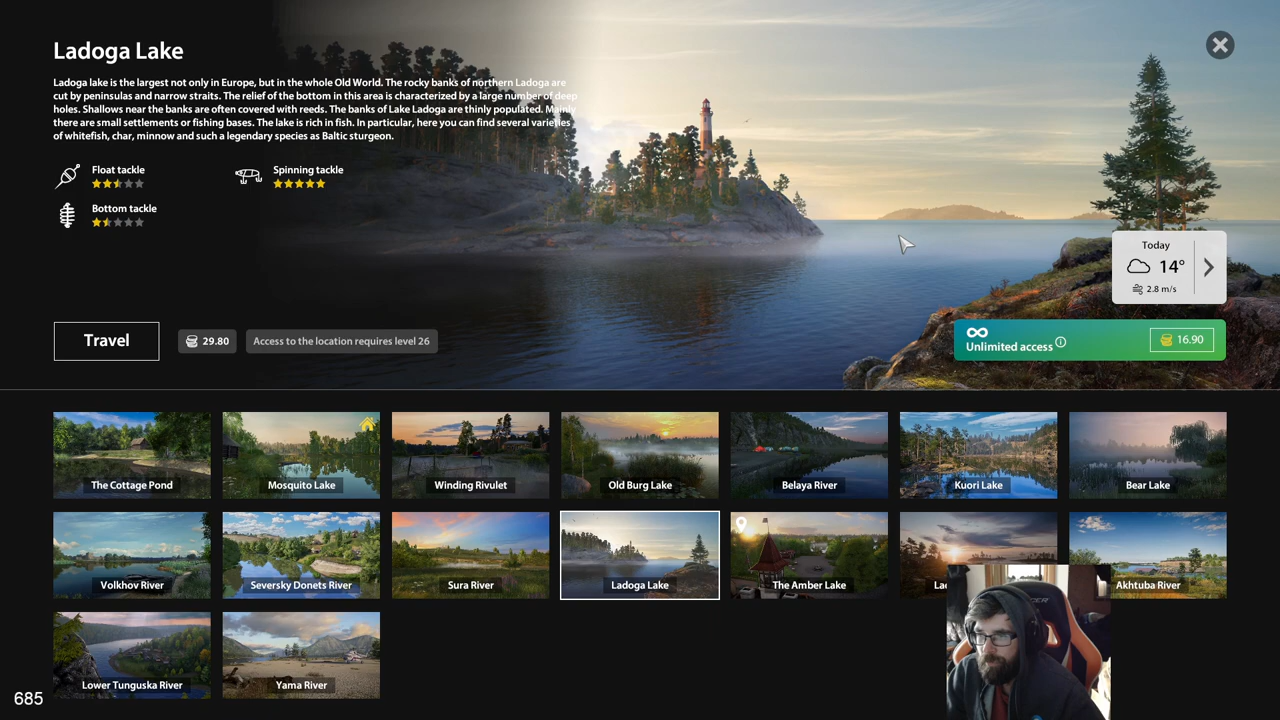 Ladoga Lake
Ladoga lake is the largest not only in Europe, but in the whole Old World. The rocky banks of northern Ladoga are
cut by peninsulas and narrow straits. The relief of the bottom in this area is characterized by a large number of deep
holes. Shallows near the banks are often covered with reeds. The banks of Lake Ladoga are thinly populated. Mainly
there are small settlements or fishing bases. The lake is rich in fish. In particular, here you can find several varieties
of whitefish, char, minnow and such a legendary species as Baltic sturgeon.
Float tackle
Spinning tackle
Bottom tackle
Today
14°
2.8 m/s
Travel
29.80
Access to the location requires level 26
Unlimited access
16.90
The Cottage Pond
Mosquito Lake
Winding Rivulet
Old Burg Lake
Belaya River
Kuori Lake
Bear Lake
Volkhov River
Seversky Donets River
Sura River
Ladoga Lake
The Amber Lake
Akhtuba River
Lower Tunguska River
Yama River
685